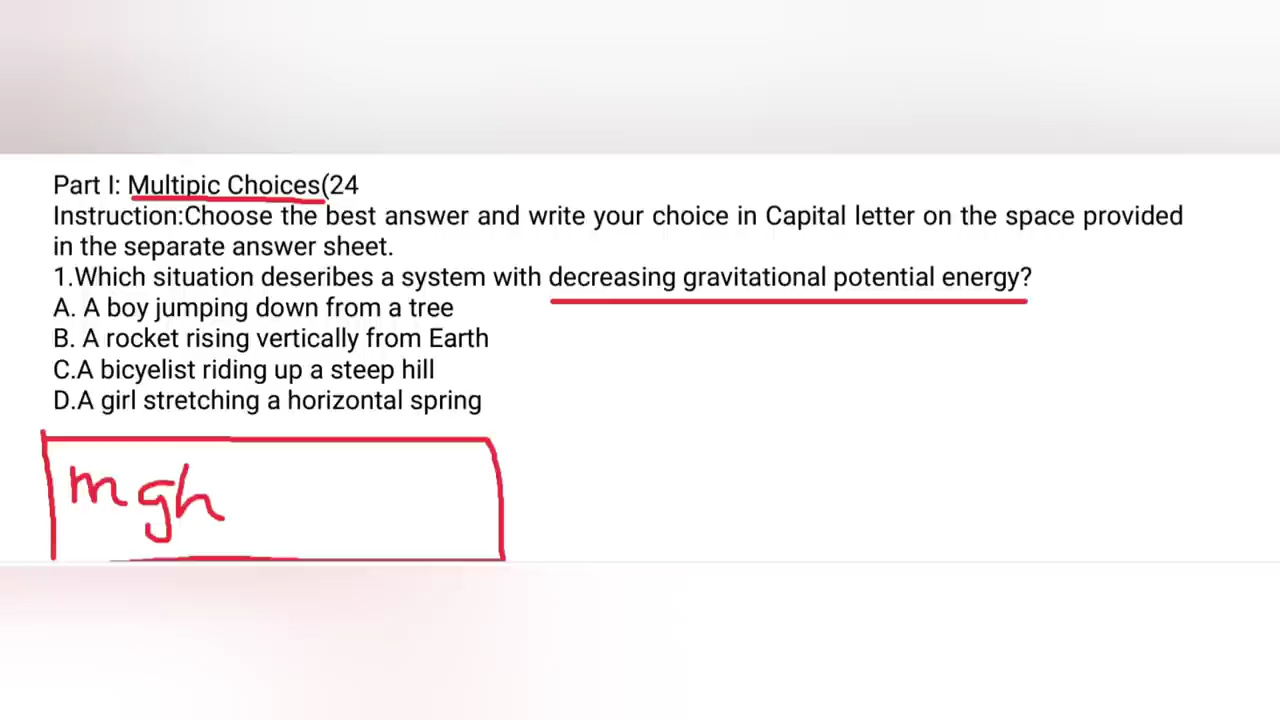 Part I: Multipic Choices(24
Instruction:Choose the best answer and write your choice in Capital letter on the space provided
in the separate answer sheet.
1.Which situation deseribes a system with decreasing gravitational potential energy?
A. A boy jumping down from a tree
B. A rocket rising vertically from Earth
C.A bicyelist riding up a steep hill
D.A girl stretching a horizontal spring
mgh